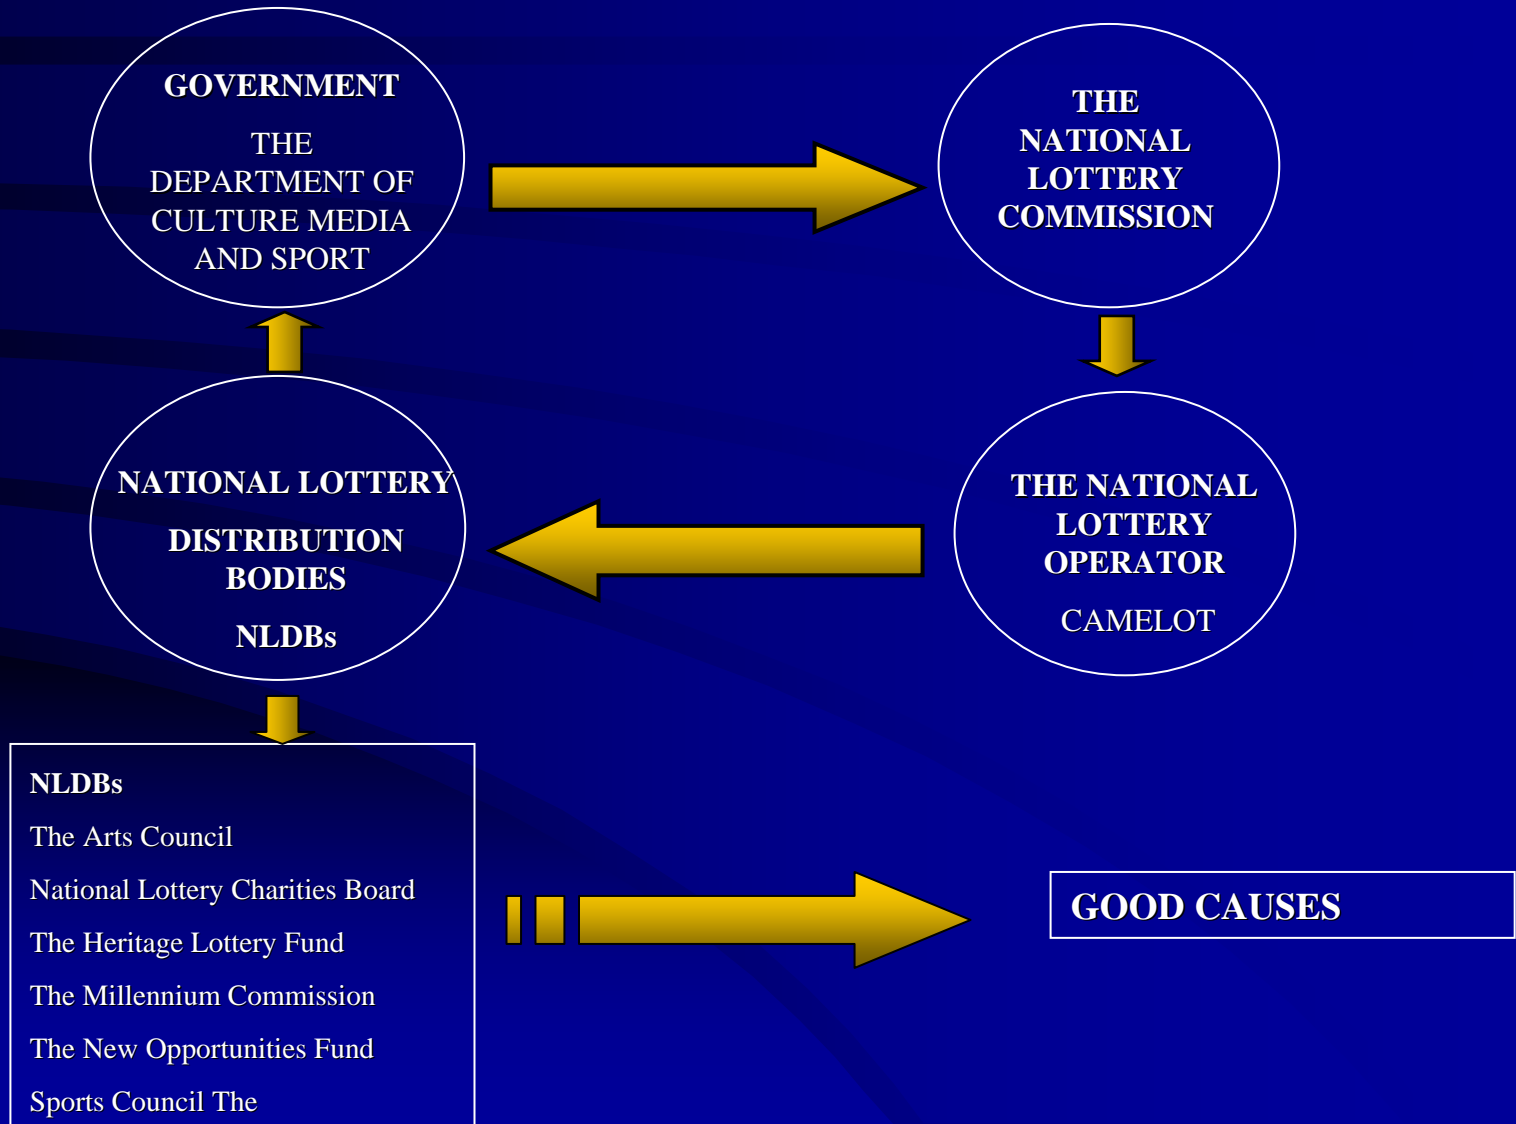 GOVERNMENT
THE
DEPARTMENT OF
CULTURE MEDIA
AND SPORT
THE
NATIONAL
LOTTERY
COMMISSION
NATIONAL LOTTERY
DISTRIBUTION
BODIES
NLDBs
THE NATIONAL
LOTTERY
OPERATOR
CAMELOT
NLDBs
The Arts Council
National Lottery Charities Board
The Heritage Lottery Fund
The Millennium Commission
The New Opportunities Fund
Sports Council The
GOOD CAUSES